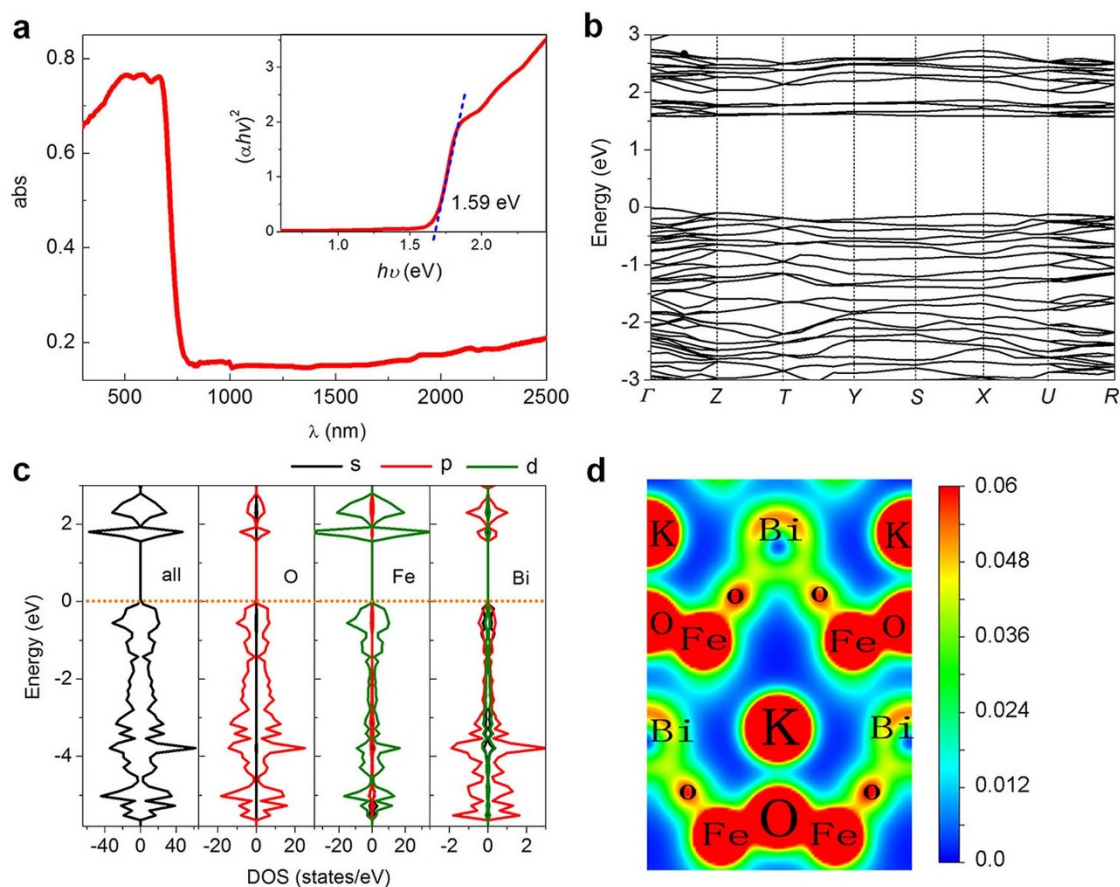 a
0.8
0.6
0.4
0.2
abs
500
1000
1500
2000
2500
λ (nm)
4
3
2
1
0
(αhν)²
1.0
1.5
2.0
hυ (eV)
1.59 eV
b
3
2
1
0
-1
-2
-3
Energy (eV)
Γ
Z
T
Y
S
X
U
R
c
s
p
d
2
0
-2
-4
Energy (eV)
all
O
Fe
Bi
-40 0 40
-20 0 20
-20 0 20
-2 0 2
DOS (states/eV)
d
K
Bi
K
O
O
O
Fe
Fe
O
K
Bi
Bi
O
O
Fe
O
Fe
0.06
0.048
0.036
0.024
0.012
0.0